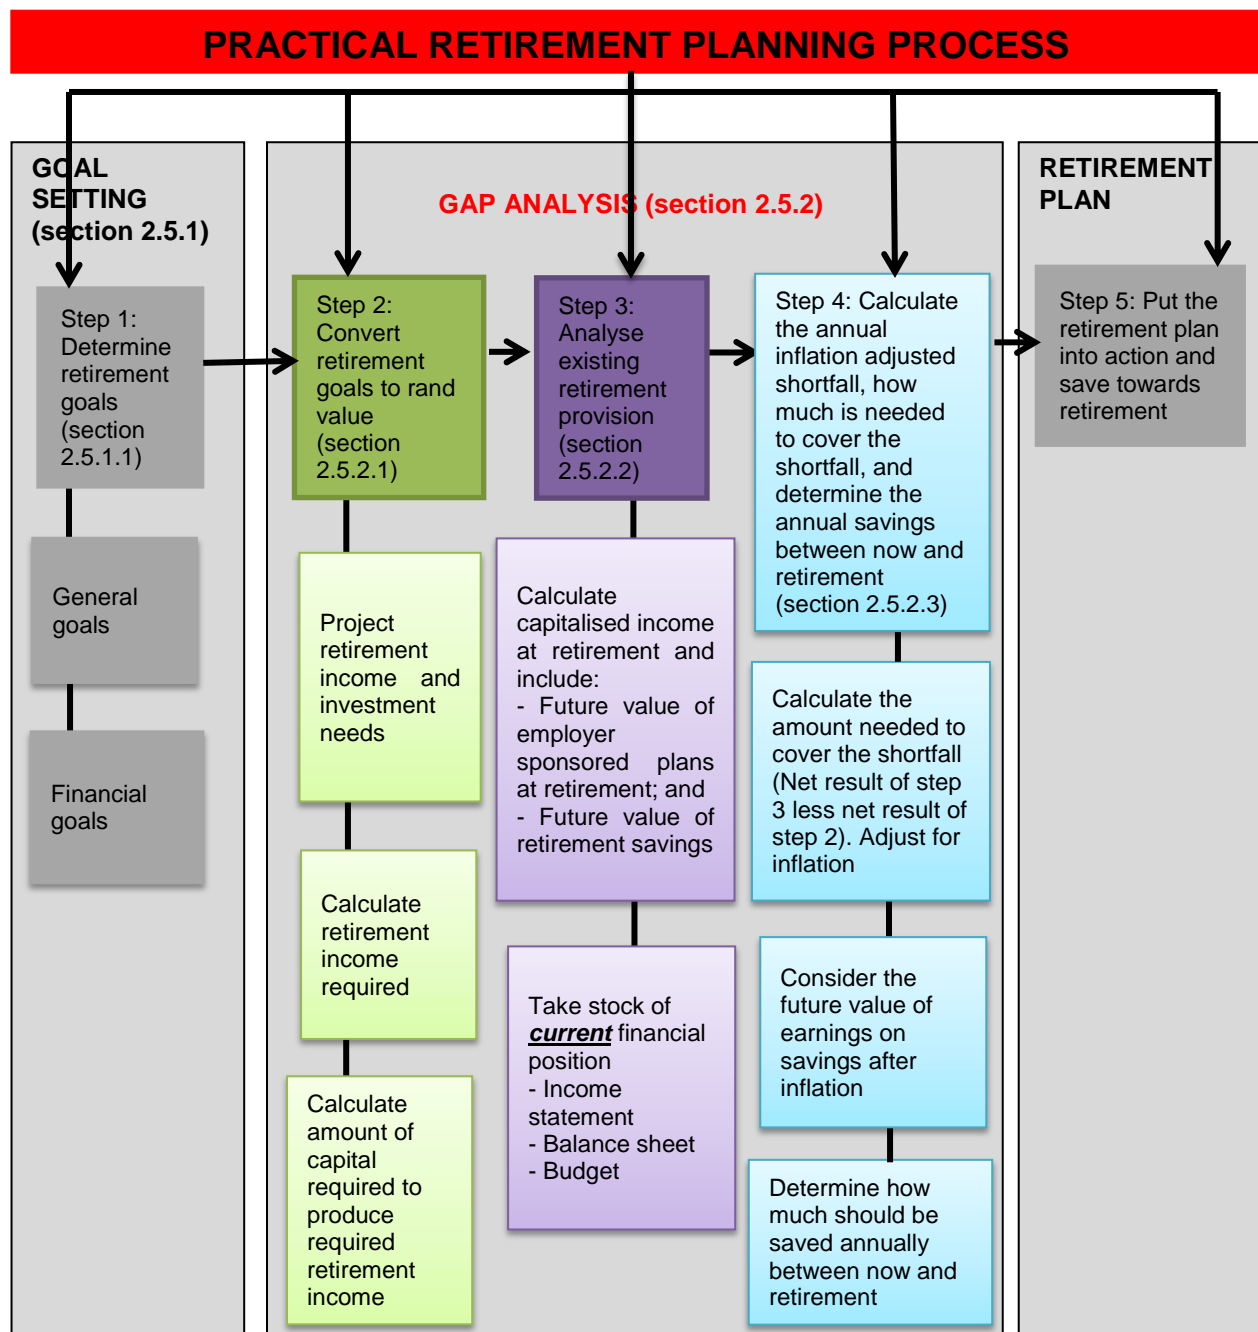 PRACTICAL RETIREMENT PLANNING PROCESS
GOAL
SETTING
(section 2.5.1)
GAP ANALYSIS (section 2.5.2)
RETIREMENT
PLAN
Step 1:
Determine
retirement
goals
(section
2.5.1.1)
General
goals
Financial
goals
Step 2:
Convert
retirement
goals to rand
value
(section
2.5.2.1)
Project
retirement
income and
investment
needs
Calculate
retirement
income
required
Calculate
amount of
capital
required to
produce
required
retirement
income
Step 3:
Analyse
existing
retirement
provision
(section
2.5.2.2)
Calculate
capitalised income
at retirement and
include:
- Future value of
employer
sponsored plans
at retirement; and
- Future value of
retirement savings
Take stock of
current financial
position
- Income
statement
- Balance sheet
- Budget
Step 4: Calculate
the annual
inflation adjusted
shortfall, how
much is needed
to cover the
shortfall, and
determine the
annual savings
between now and
retirement
(section 2.5.2.3)
Calculate the
amount needed to
cover the shortfall
(Net result of step
3 less net result of
step 2). Adjust for
inflation
Consider the
future value of
earnings on
savings after
inflation
Determine how
much should be
saved annually
between now and
retirement
Step 5: Put the
retirement plan
into action and
save towards
retirement